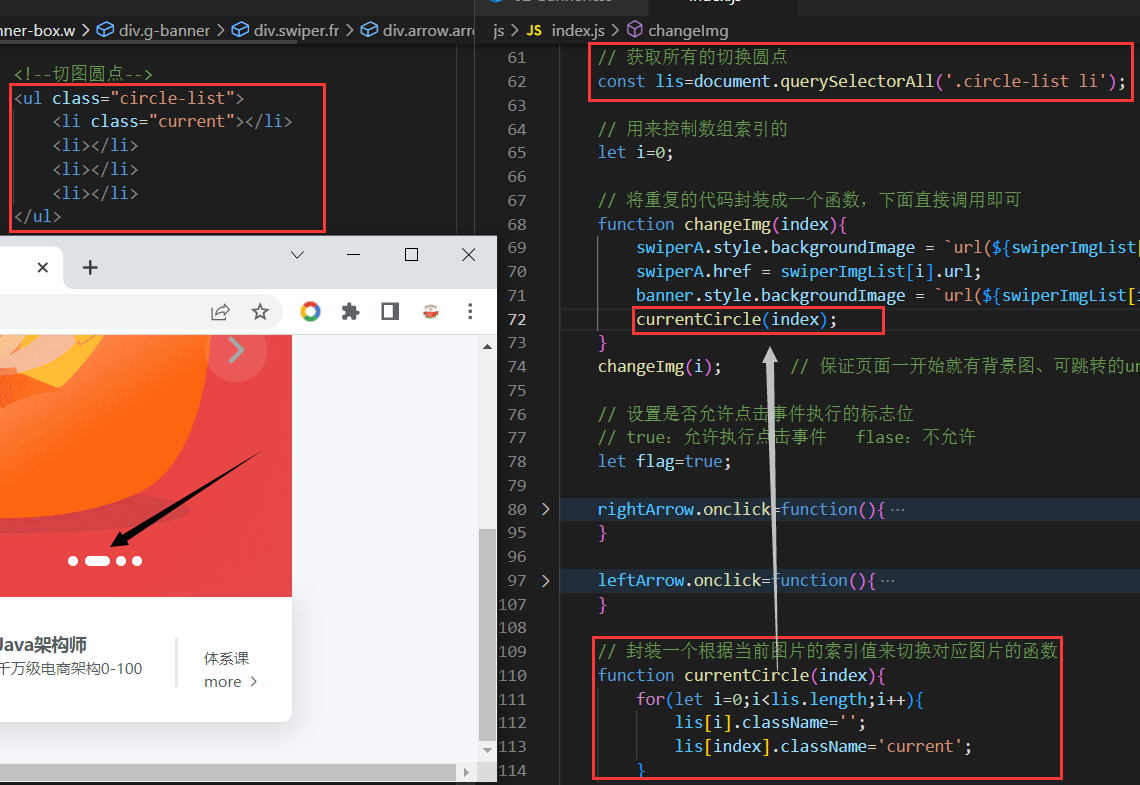 ner-box.w > div.g-banner > div.swiper.fr > div.arrow.arr
<!--切图圆点-->
<ul class="circle-list">
<li class="current"></li>
<li></li>
<li></li>
<li></li>
</ul>
Java架构师
千万级电商架构0-100
体系课
more >
js > JS index.js > changeImg
61 // 获取所有的切换圆点
62 const lis=document.querySelectorAll('.circle-list li');
63
64 // 用来控制数组索引的
65 let i=0;
66
67 // 将重复的代码封装成一个函数，下面直接调用即可
68 function changeImg(index){
69 swiperA.style.backgroundImage = `url(${swiperImgList[
70 swiperA.href = swiperImgList[i].url;
71 banner.style.backgroundImage = `url(${swiperImgList[i
72 currentCircle(index);
73 }
74 changeImg(i); // 保证页面一开始就有背景图、可跳转的ur
75
76 // 设置是否允许点击事件执行的标志位
77 // true：允许执行点击事件 flase：不允许
78 let flag=true;
79
80 rightArrow.onclick=function(){ ···
95 }
96
97 leftArrow.onclick=function(){ ···
107 }
108
109 // 封装一个根据当前图片的索引值来切换对应图片的函数
110 function currentCircle(index){
111 for(let i=0;i<lis.length;i++){
112 lis[i].className='';
113 lis[index].className='current';
114 }